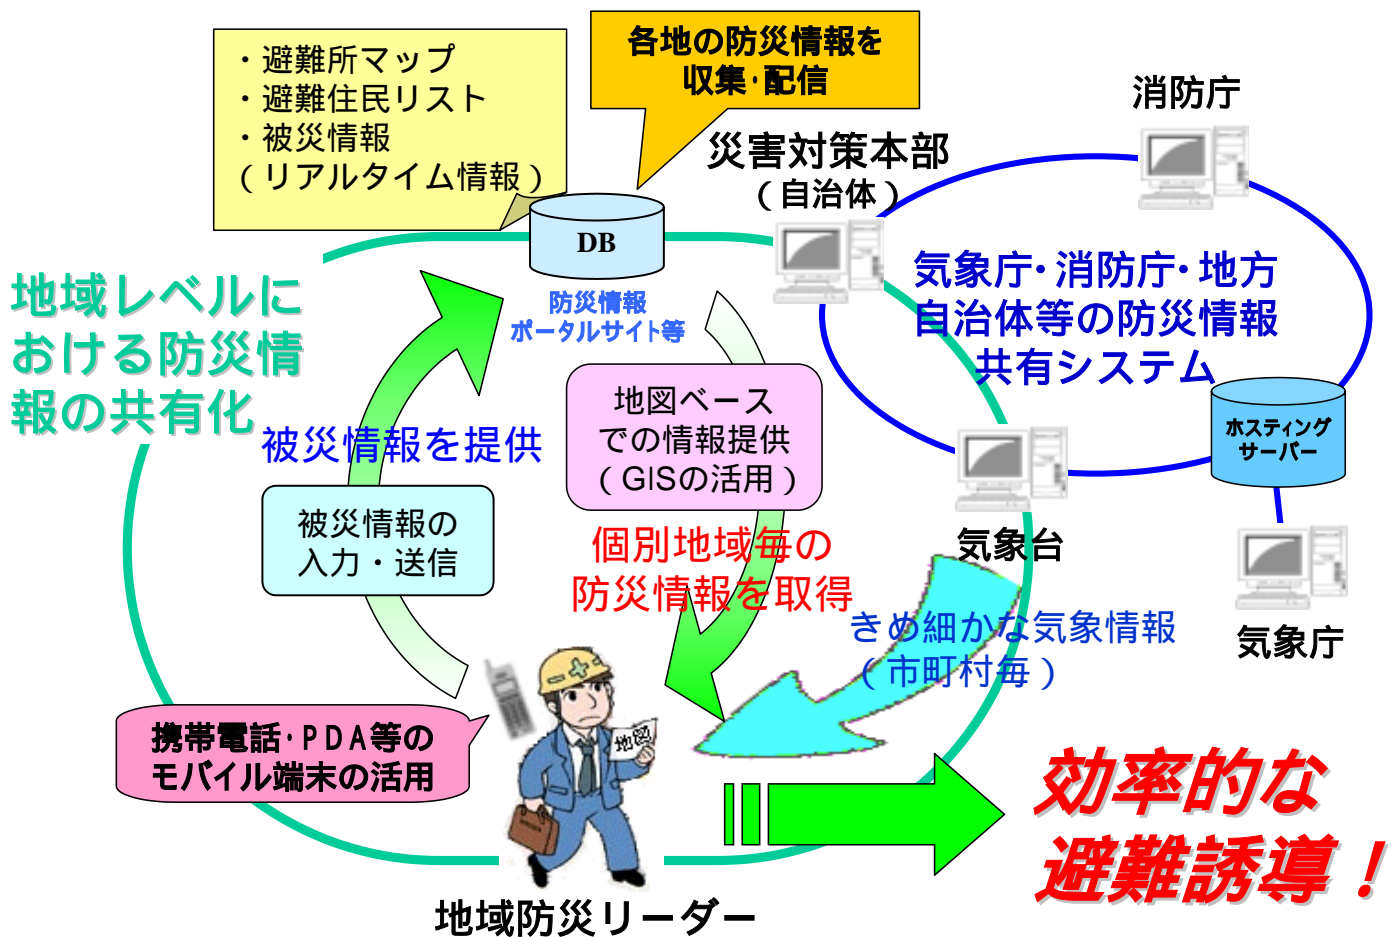 ・避難所マップ
・避難住民リスト
・被災情報
（リアルタイム情報）
各地の防災情報を
収集・配信
消防庁
災害対策本部
（自治体）
DB
防災情報
ポータルサイト等
気象庁・消防庁・地方
自治体等の防災情報
共有システム
地域レベルに
おける防災情
報の共有化
被災情報を提供
地図ベース
での情報提供
（GISの活用）
ホスティング
サーバー
被災情報の
入力・送信
個別地域毎の
防災情報を取得
気象台
気象庁
きめ細かな気象情報
（市町村毎）
携帯電話・PDA等の
モバイル端末の活用
地図
効率的な
避難誘導！
地域防災リーダー